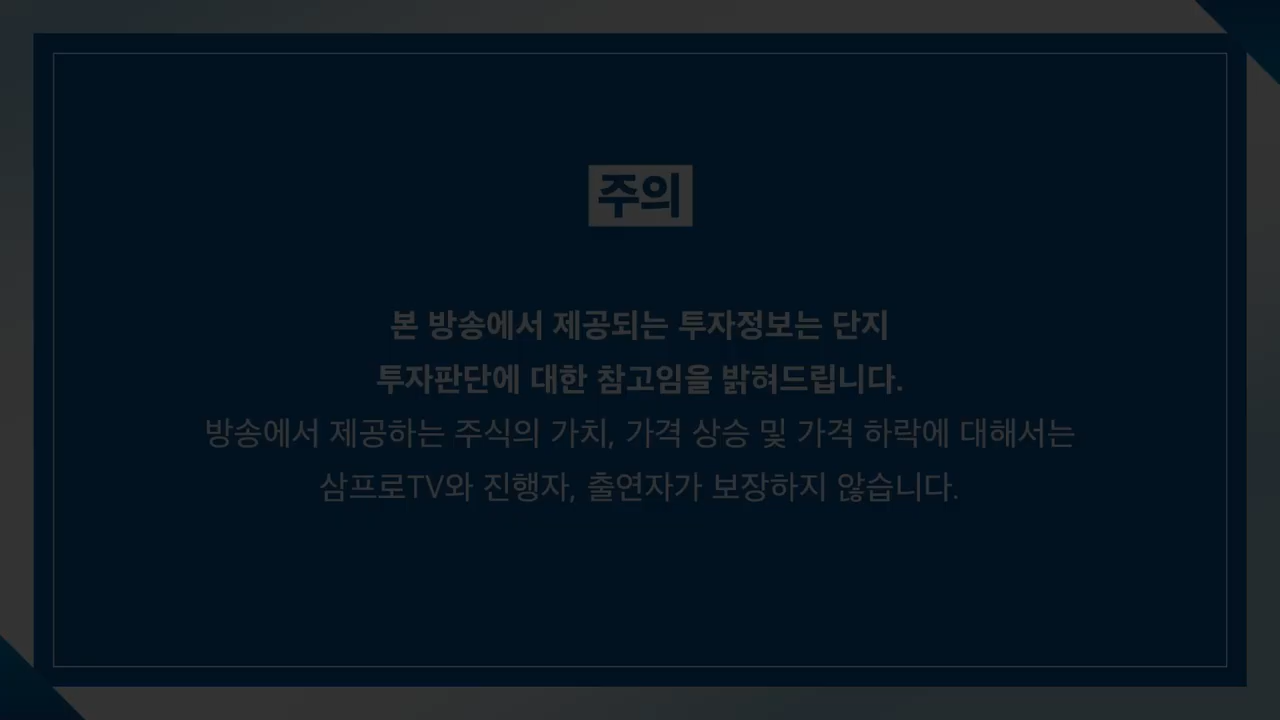 주의
본 방송에서 제공되는 투자정보는 단지
투자판단에 대한 참고임을 밝혀드립니다.
방송에서 제공하는 주식의 가치, 가격 상승 및 가격 하락에 대해서는
삼프로TV와 진행자, 출연자가 보장하지 않습니다.